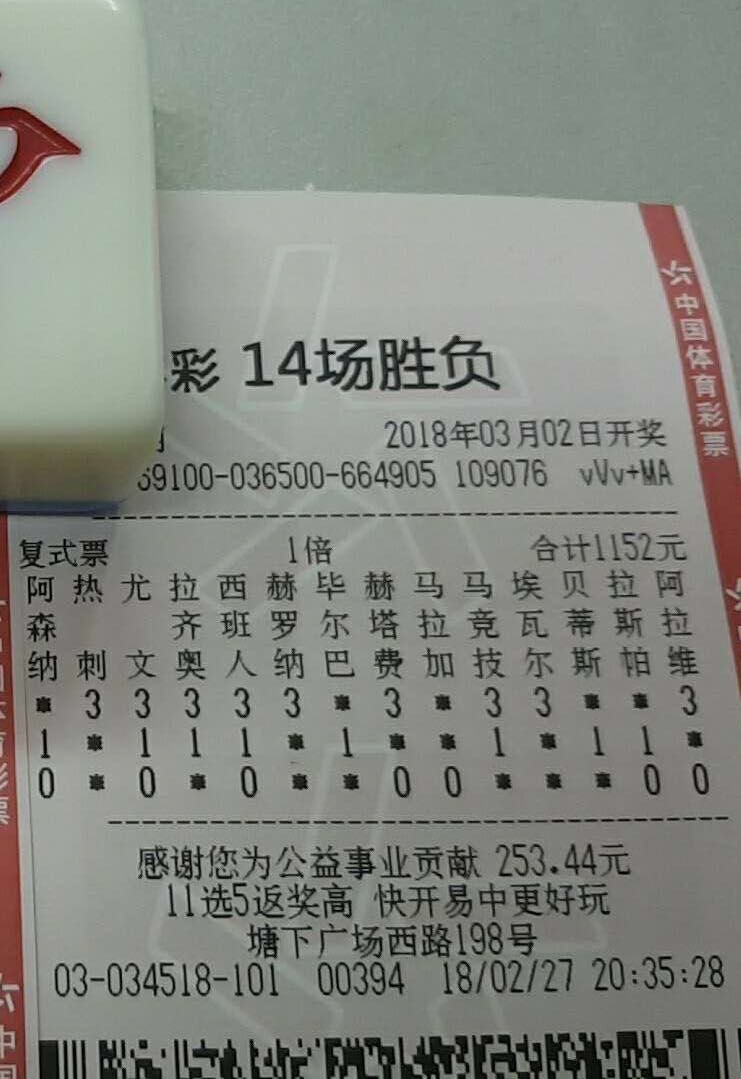 彩 14场胜负
2018年03月02日开奖
69100-036500-664905 109076 vVv+MA
复式票 1倍 合计1152元
阿 热 尤 拉 西 赫 毕 赫 马 马 埃 贝 拉 阿
森 齐 班 罗 尔 塔 拉 竞 瓦 蒂 斯 拉
纳 刺 文 奥 人 纳 巴 费 加 技 尔 斯 帕 维
* 3 3 3 3 3 * 3 * 3 3 * * 3
1 * 1 1 1 * 1 * * 1 * 1 1 *
0 * 0 * 0 * * 0 0 * * * 0 0
感谢您为公益事业贡献 253.44元
11选5返奖高 快开易中更好玩
塘下广场西路198号
03-034518-101 00394 18/02/27 20:35:28
中国体育彩票